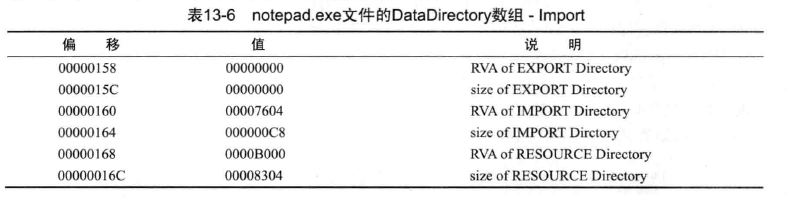 表13-6 notepad.exe文件的DataDirectory数组 - Import
偏 移 值 说 明
00000158 00000000 RVA of EXPORT Directory
0000015C 00000000 size of EXPORT Directory
00000160 00007604 RVA of IMPORT Directory
00000164 000000C8 size of IMPORT Dirctory
00000168 0000B000 RVA of RESOURCE Directory
00000016C 00008304 size of RESOURCE Directory